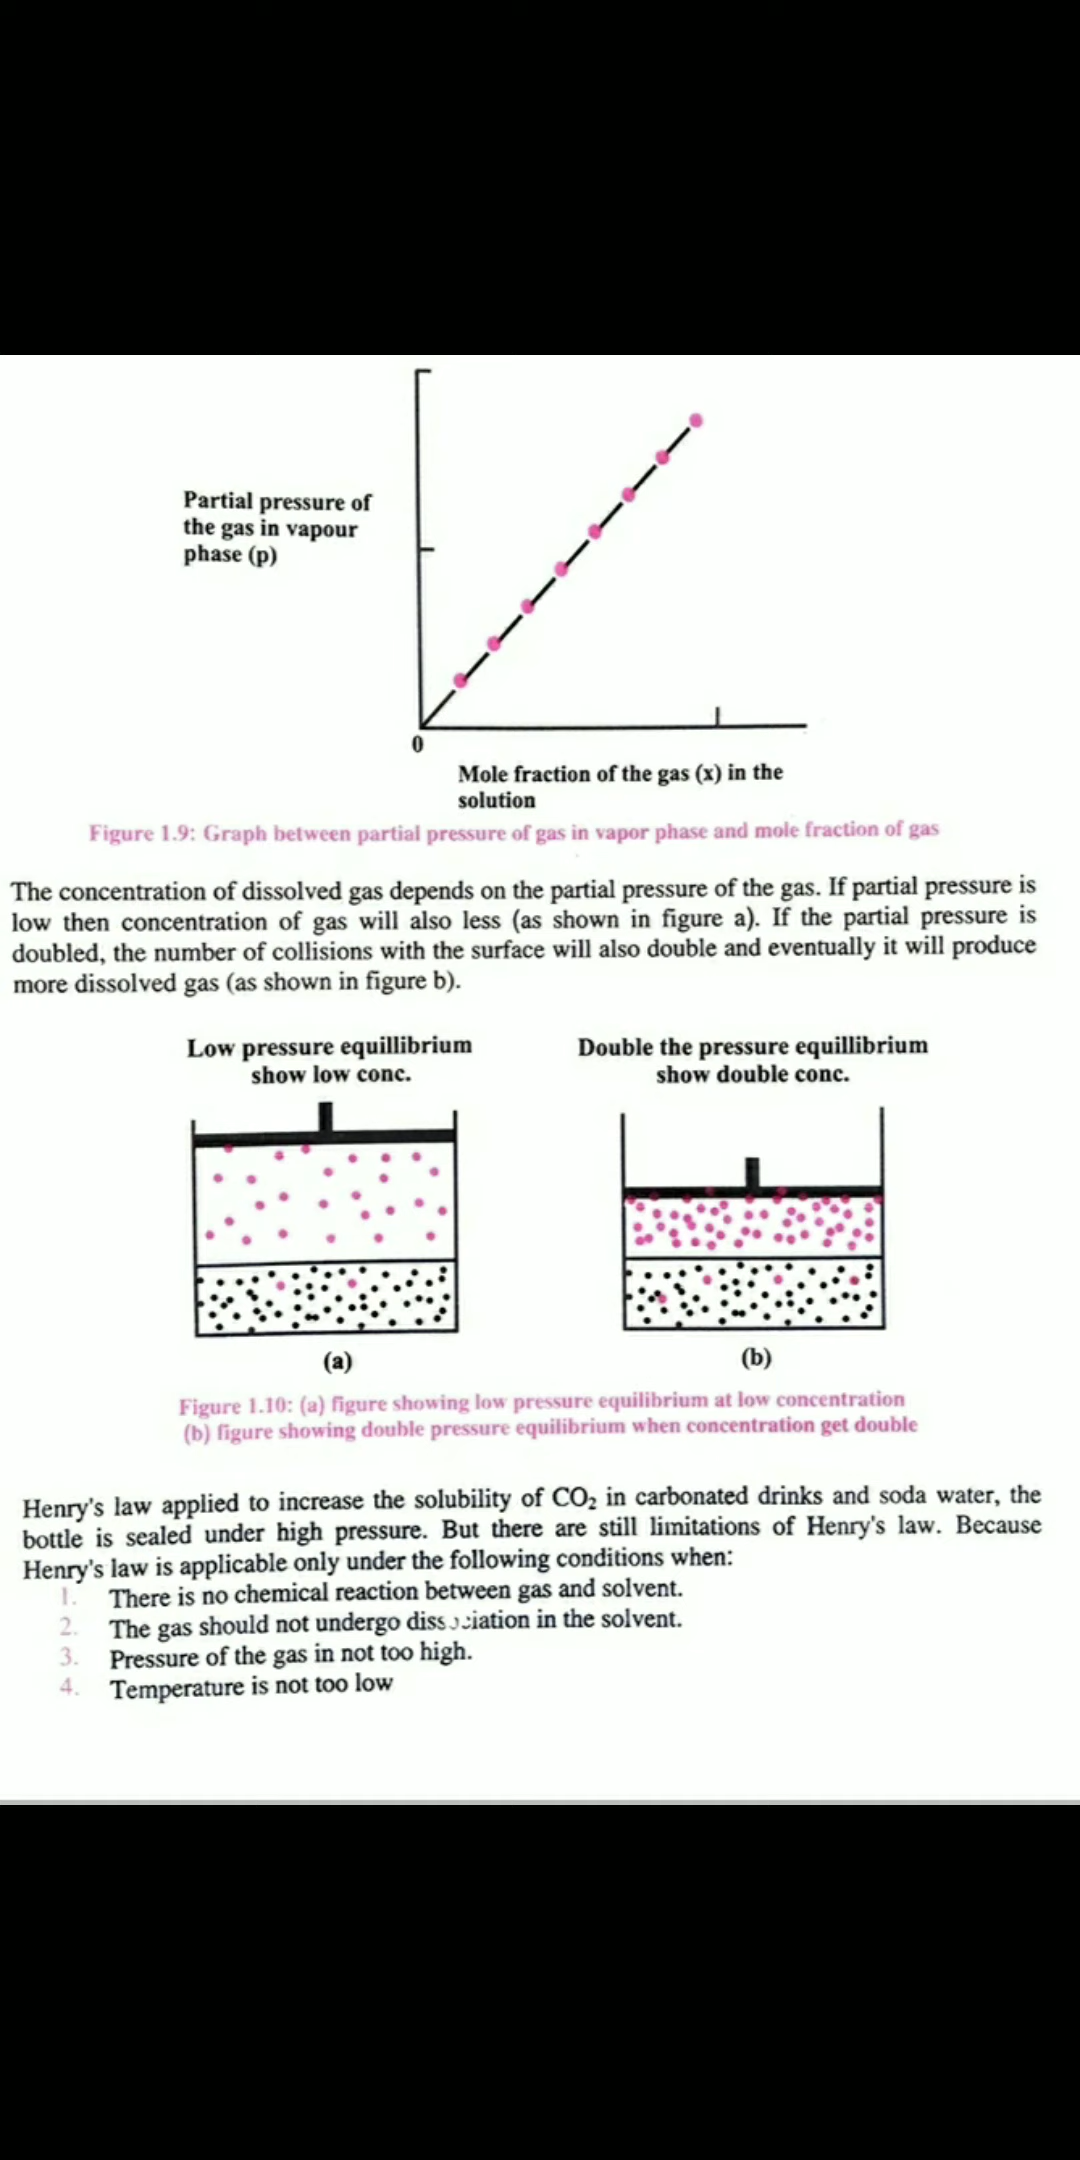 Partial pressure of
the gas in vapour
phase (p)
0
Mole fraction of the gas (x) in the
solution
Figure 1.9: Graph between partial pressure of gas in vapor phase and mole fraction of gas
The concentration of dissolved gas depends on the partial pressure of the gas. If partial pressure is
low then concentration of gas will also less (as shown in figure a). If the partial pressure is
doubled, the number of collisions with the surface will also double and eventually it will produce
more dissolved gas (as shown in figure b).
Low pressure equillibrium
show low conc.
Double the pressure equillibrium
show double conc.
(a)
(b)
Figure 1.10: (a) figure showing low pressure equilibrium at low concentration
(b) figure showing double pressure equilibrium when concentration get double
Henry's law applied to increase the solubility of CO₂ in carbonated drinks and soda water, the
bottle is sealed under high pressure. But there are still limitations of Henry's law. Because
Henry's law is applicable only under the following conditions when:
1. There is no chemical reaction between gas and solvent.
2. The gas should not undergo in the solvent.
3. Pressure of the gas in not too high.
4. Temperature is not too low